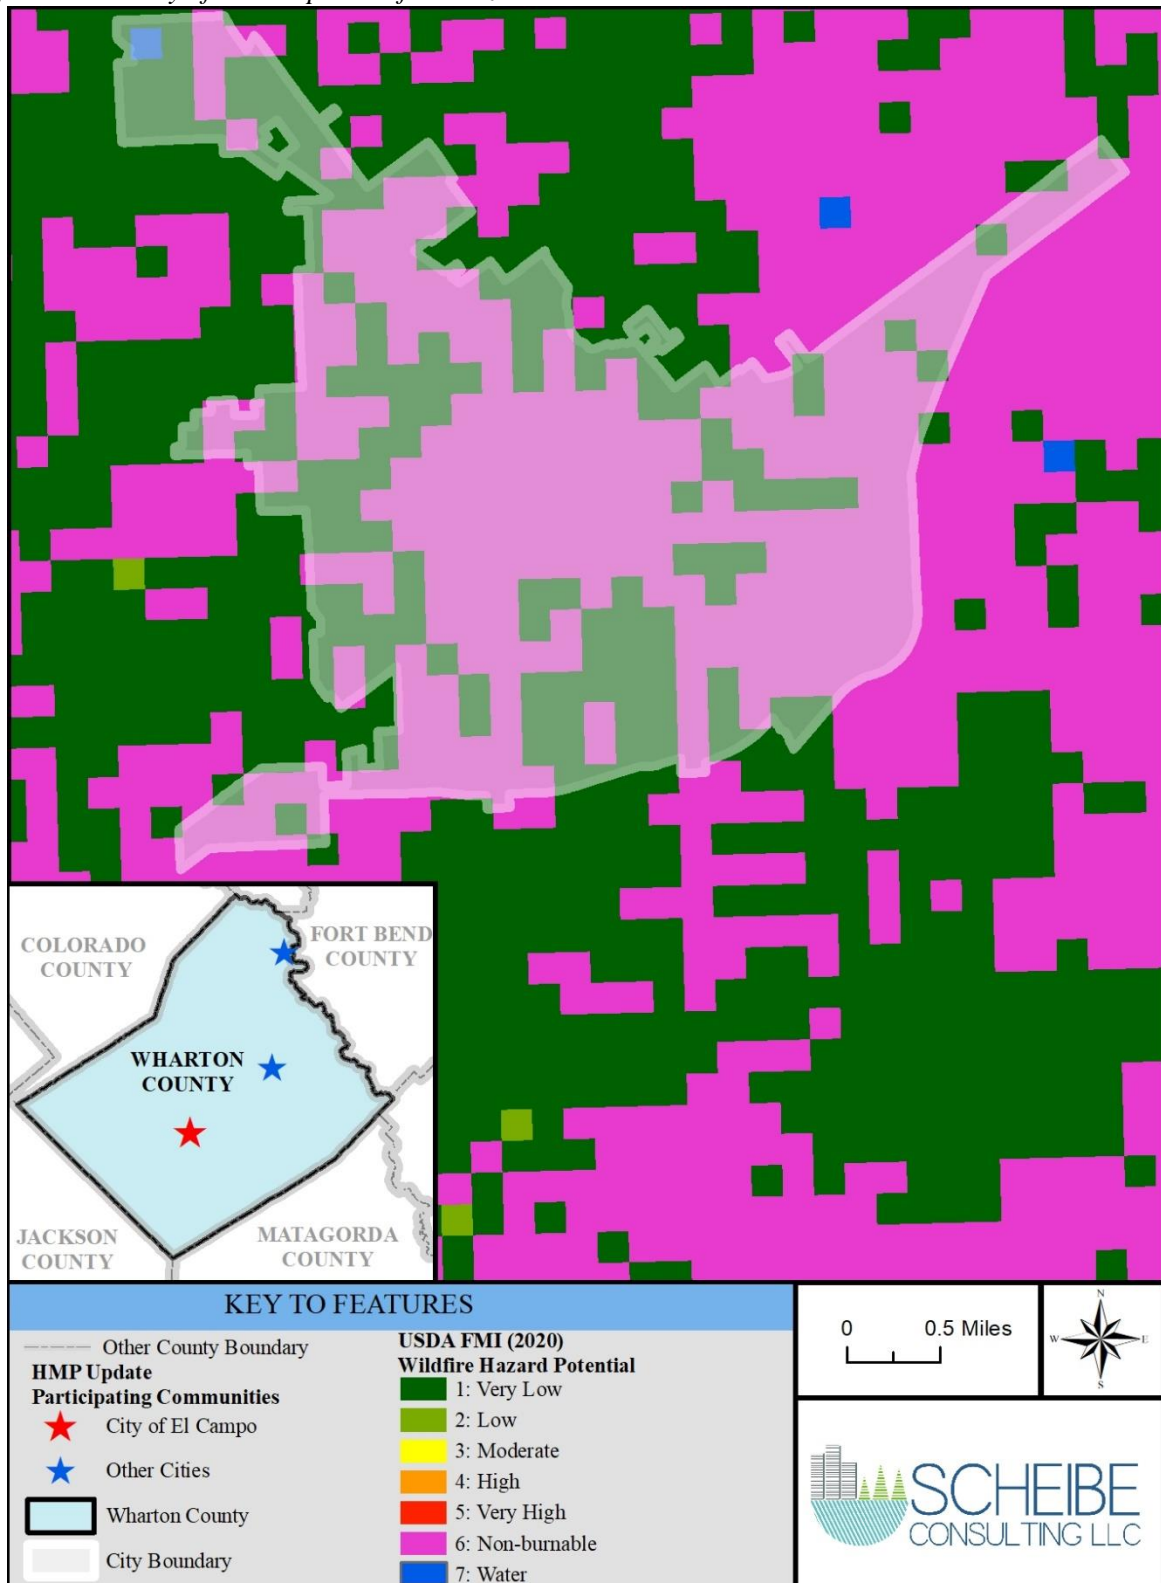 COLORADO
COUNTY
FORT BEND
COUNTY
WHARTON
COUNTY
JACKSON
COUNTY
MATAGORDA
COUNTY
KEY TO FEATURES
Other County Boundary
HMP Update
Participating Communities
City of El Campo
Other Cities
Wharton County
City Boundary
USDA FMI (2020)
Wildfire Hazard Potential
1: Very Low
2: Low
3: Moderate
4: High
5: Very High
6: Non-burnable
7: Water
0 0.5 Miles
N
W E
S
SCHEIBE
CONSULTING LLC